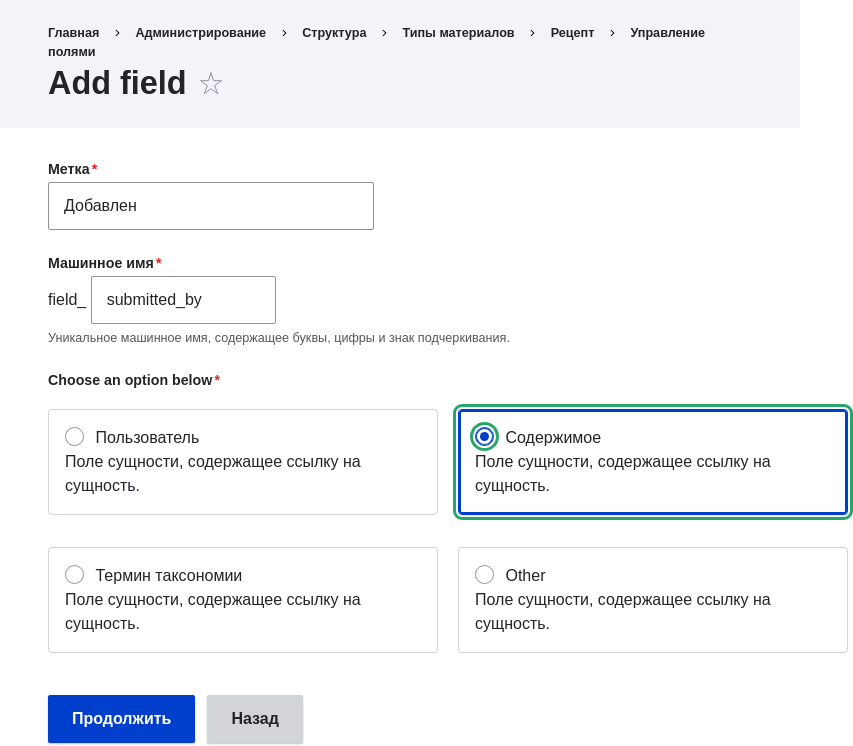 Главная › Администрирование › Структура › Типы материалов › Рецепт › Управление
полями
Add field ☆
Метка*
Добавлен
Машинное имя*
field_ submitted_by
Уникальное машинное имя, содержащее буквы, цифры и знак подчеркивания.
Choose an option below*
Пользователь
Поле сущности, содержащее ссылку на
сущность.
Содержимое
Поле сущности, содержащее ссылку на
сущность.
Термин таксономии
Поле сущности, содержащее ссылку на
сущность.
Other
Поле сущности, содержащее ссылку на
сущность.
Продолжить Назад